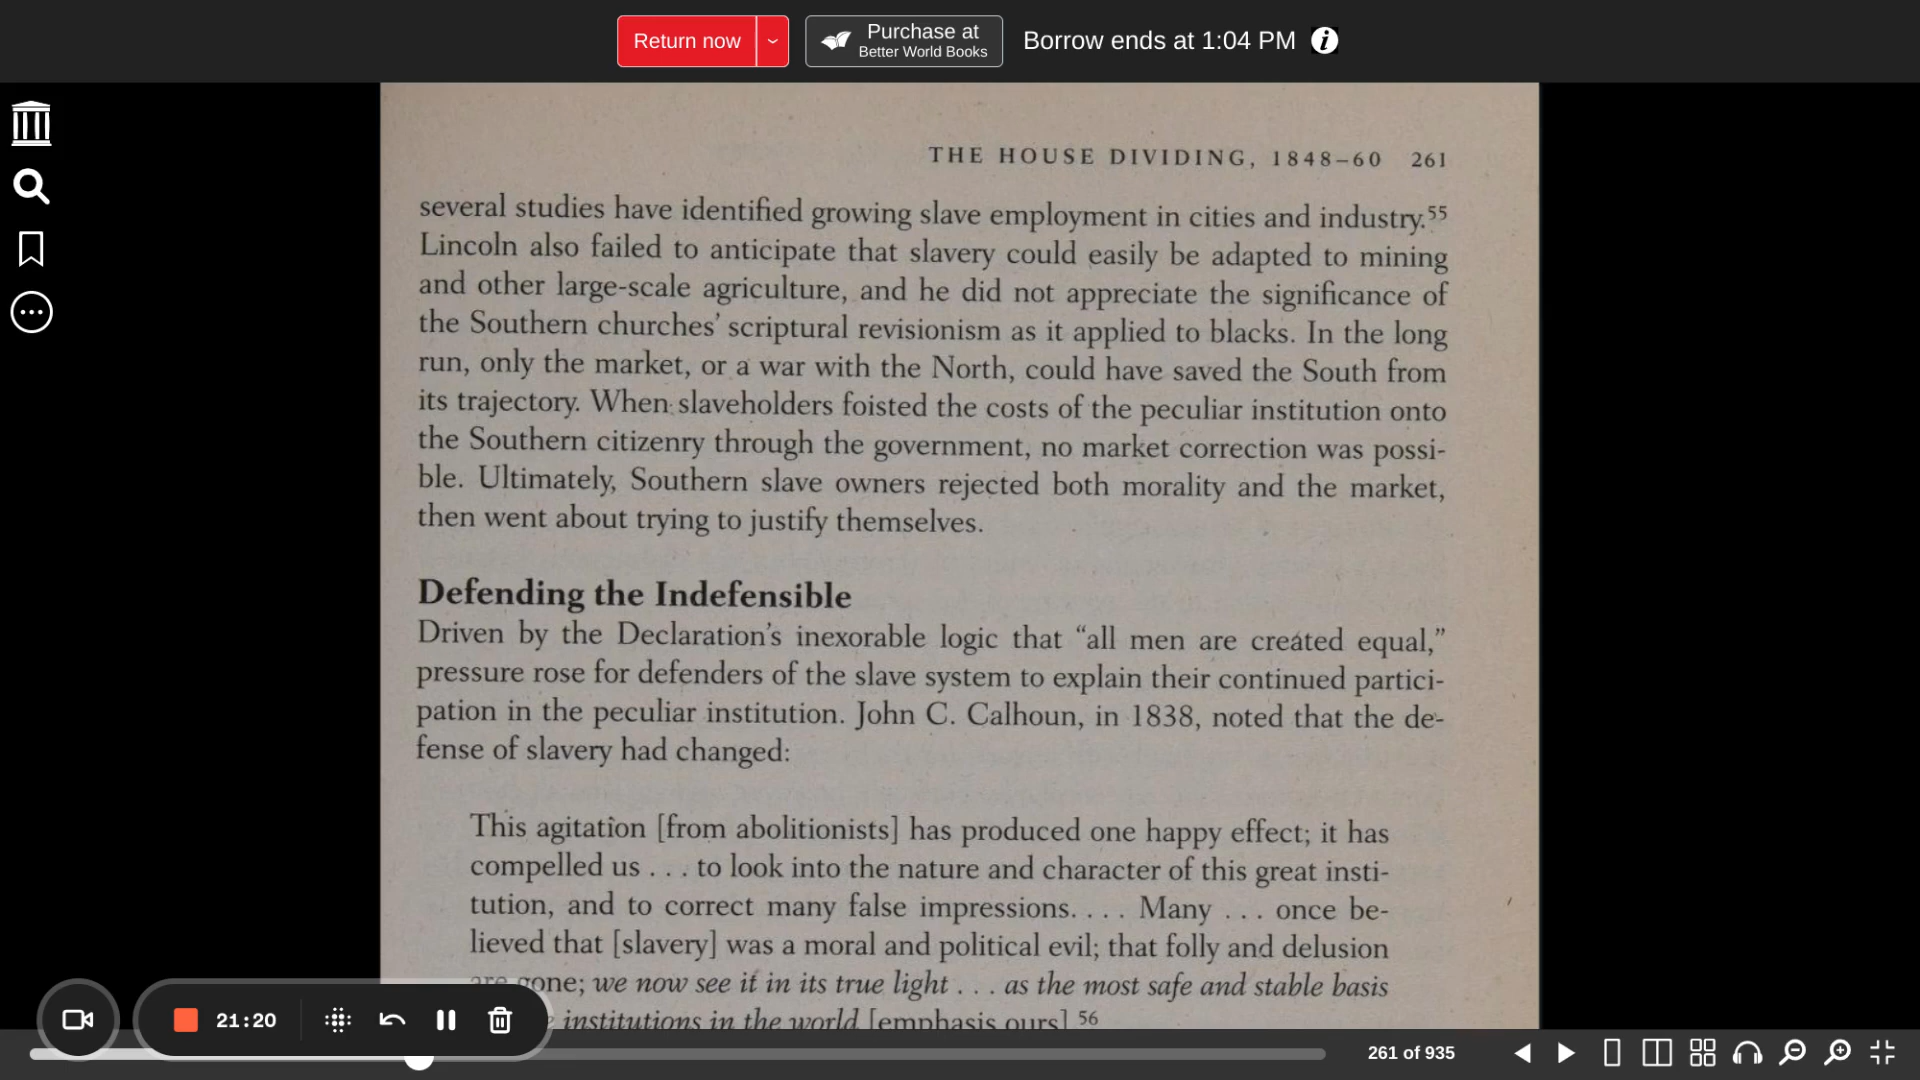 Return now
Purchase at
Better World Books
Borrow ends at 1:04 PM
THE HOUSE DIVIDING, 1848–60 261
several studies have identified growing slave employment in cities and industry.55
Lincoln also failed to anticipate that slavery could easily be adapted to mining
and other large-scale agriculture, and he did not appreciate the significance of
the Southern churches' scriptural revisionism as it applied to blacks. In the long
run, only the market, or a war with the North, could have saved the South from
its trajectory. When slaveholders foisted the costs of the peculiar institution onto
the Southern citizenry through the government, no market correction was possi-
ble. Ultimately, Southern slave owners rejected both morality and the market,
then went about trying to justify themselves.
Defending the Indefensible
Driven by the Declaration's inexorable logic that “all men are created equal,”
pressure rose for defenders of the slave system to explain their continued partici-
pation in the peculiar institution. John C. Calhoun, in 1838, noted that the de-
fense of slavery had changed:
This agitation [from abolitionists] has produced one happy effect; it has
compelled us . . . to look into the nature and character of this great insti-
tution, and to correct many false impressions. . . . Many . . . once be-
lieved that [slavery] was a moral and political evil; that folly and delusion
are gone; we now see it in its true light . . . as the most safe and stable basis
institutions in the world [emphasis ours].56
21:20
261 of 935